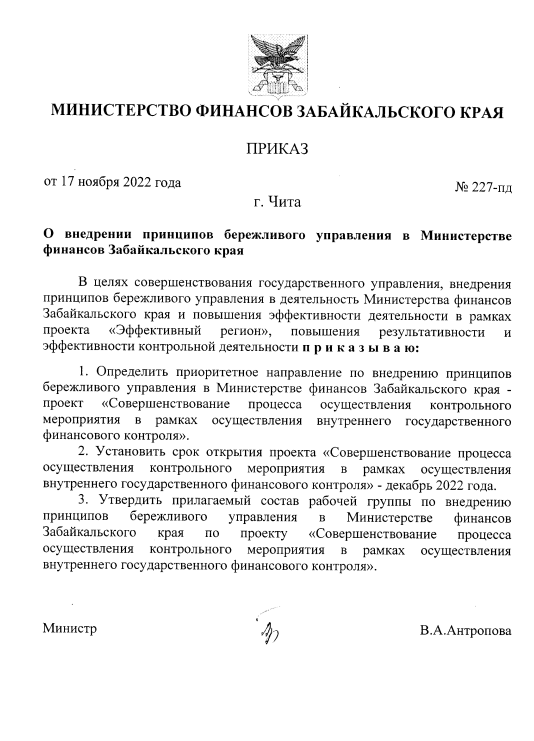 МИНИСТЕРСТВО ФИНАНСОВ ЗАБАЙКАЛЬСКОГО КРАЯ
ПРИКАЗ
от 17 ноября 2022 года
№ 227-пд
г. Чита
О внедрении принципов бережливого управления в Министерстве
финансов Забайкальского края
В целях совершенствования государственного управления, внедрения
принципов бережливого управления в деятельность Министерства финансов
Забайкальского края и повышения эффективности деятельности в рамках
проекта «Эффективный регион», повышения результативности и
эффективности контрольной деятельности п р и к а з ы в а ю:
1. Определить приоритетное направление по внедрению принципов
бережливого управления в Министерстве финансов Забайкальского края -
проект «Совершенствование процесса осуществления контрольного
мероприятия в рамках осуществления внутреннего государственного
финансового контроля».
2. Установить срок открытия проекта «Совершенствование процесса
осуществления контрольного мероприятия в рамках осуществления
внутреннего государственного финансового контроля» - декабрь 2022 года.
3. Утвердить прилагаемый состав рабочей группы по внедрению
принципов бережливого управления в Министерстве финансов
Забайкальского края по проекту «Совершенствование процесса
осуществления контрольного мероприятия в рамках осуществления
внутреннего государственного финансового контроля».
Министр
В.А.Антропова